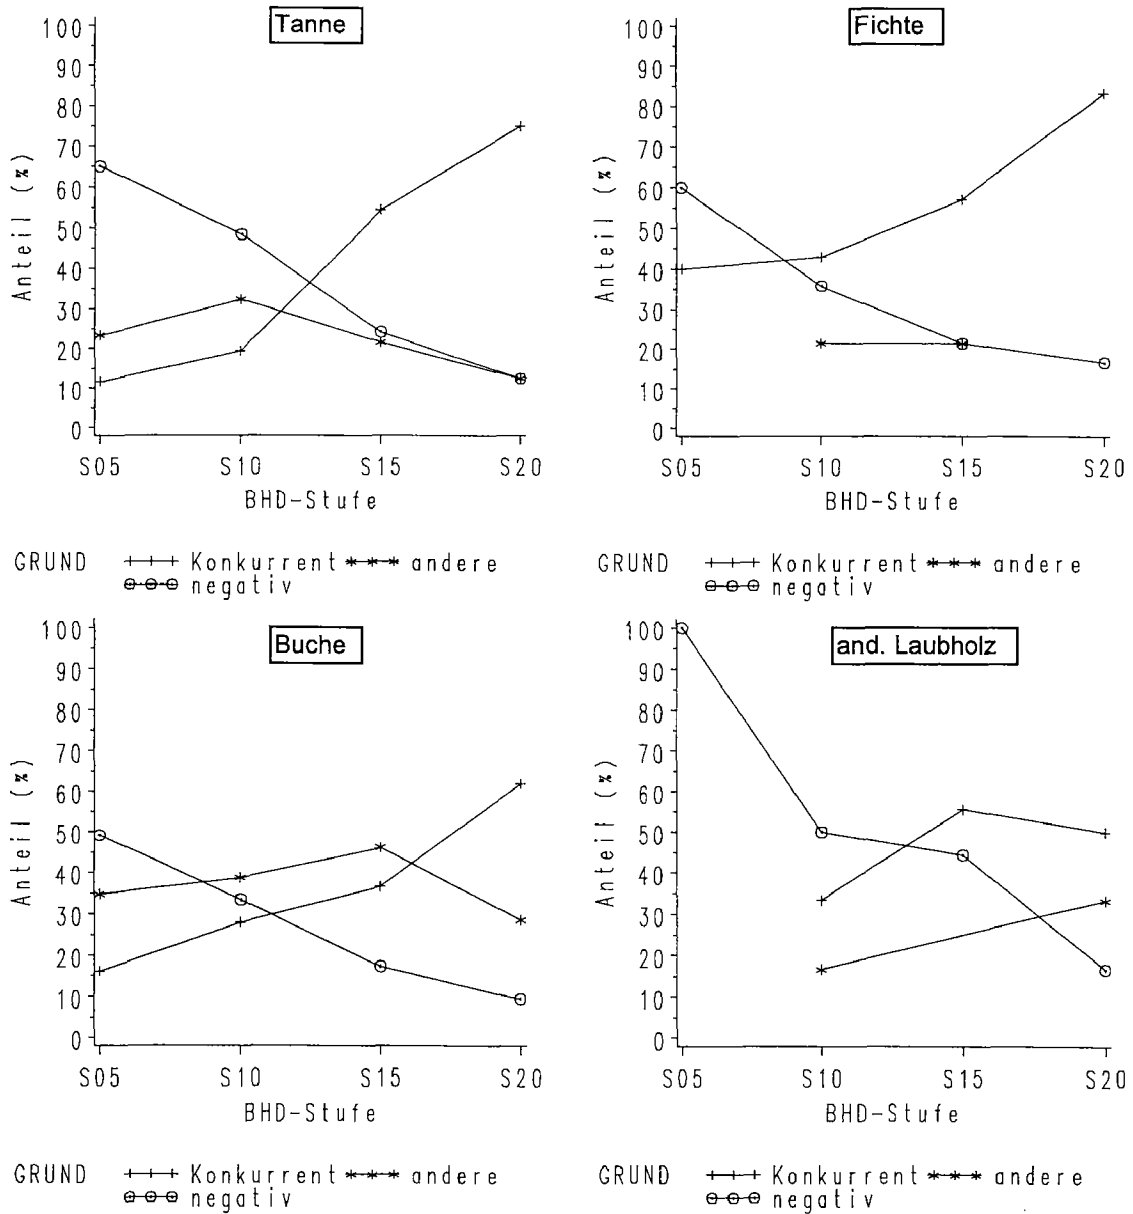 Tanne
100
90
80
70
60
50
40
30
20
10
0
Anteil (%)
S05 S10 S15 S20
BHD-Stufe
GRUND Konkurrent andere
negativ
Fichte
100
90
80
70
60
50
40
30
20
10
0
Anteil (%)
S05 S10 S15 S20
BHD-Stufe
GRUND Konkurrent andere
negativ
Buche
100
90
80
70
60
50
40
30
20
10
0
Anteil (%)
S05 S10 S15 S20
BHD-Stufe
GRUND Konkurrent andere
negativ
and. Laubholz
100
90
80
70
60
50
40
30
20
10
0
Anteil (%)
S05 S10 S15 S20
BHD-Stufe
GRUND Konkurrent andere
negativ